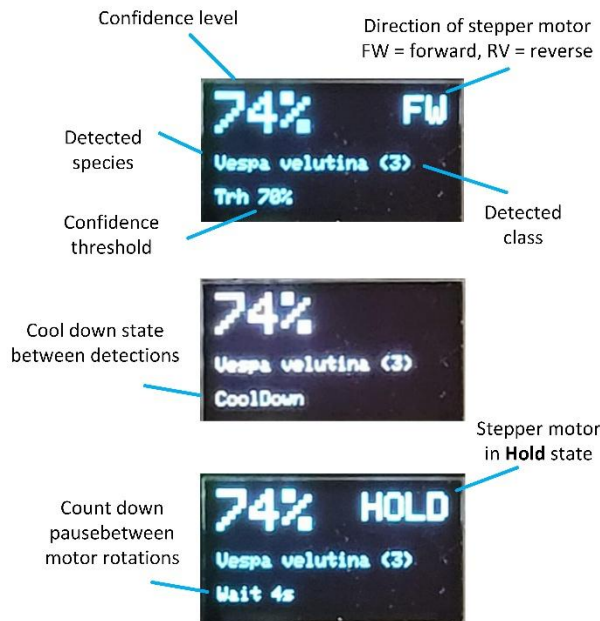 Confidence level
Direction of stepper motor
FW = forward, RV = reverse
74%
FW
Detected
species
Vespa velutina (3)
Trh 70%
Confidence
threshold
Detected
class
74%
Cool down state
between detections
Vespa velutina (3)
CoolDown
Stepper motor
in Hold state
74%
HOLD
Count down
pausebetween
motor rotations
Vespa velutina (3)
Wait 4s